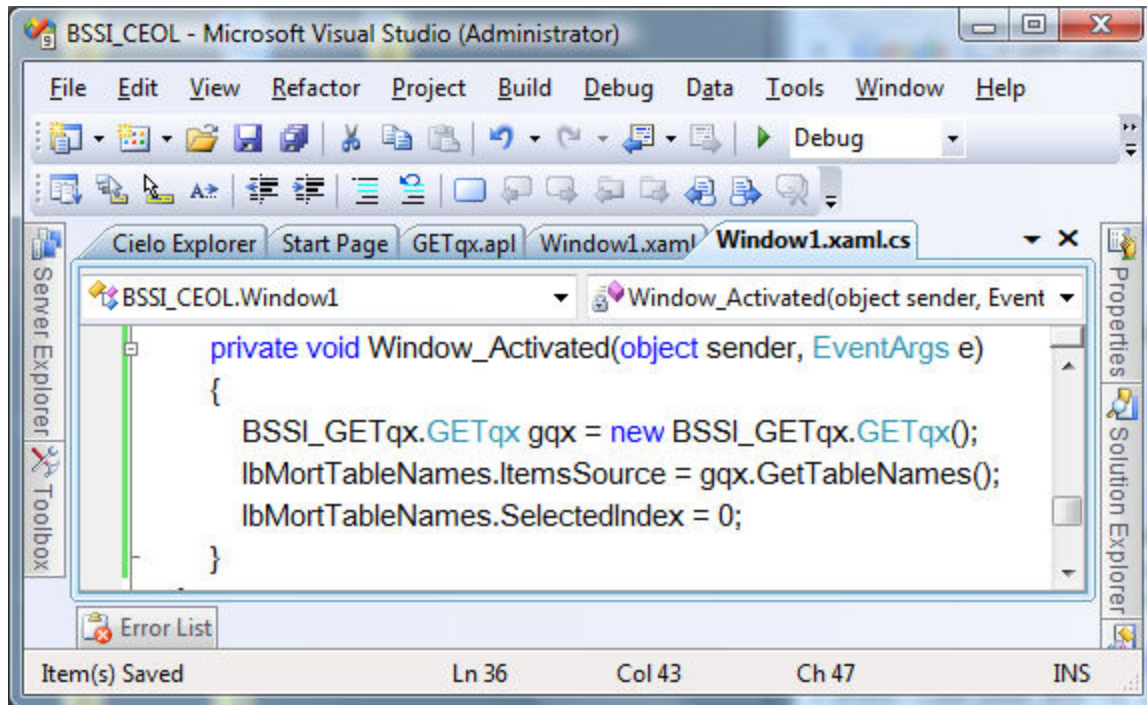 BSSI_CEOL - Microsoft Visual Studio (Administrator)
File Edit View Refactor Project Build Debug Data Tools Window Help
Debug
Cielo Explorer Start Page GETqx.apl Window1.xaml Window1.xaml.cs
BSSI_CEOL.Window1 Window_Activated(object sender, Event
private void Window_Activated(object sender, EventArgs e)
{
BSSI_GETqx.GETqx gqx = new BSSI_GETqx.GETqx();
lbMortTableNames.ItemsSource = gqx.GetTableNames();
lbMortTableNames.SelectedIndex = 0;
}
Server Explorer
Toolbox
Properties
Solution Explorer
Error List
Item(s) Saved Ln 36 Col 43 Ch 47 INS